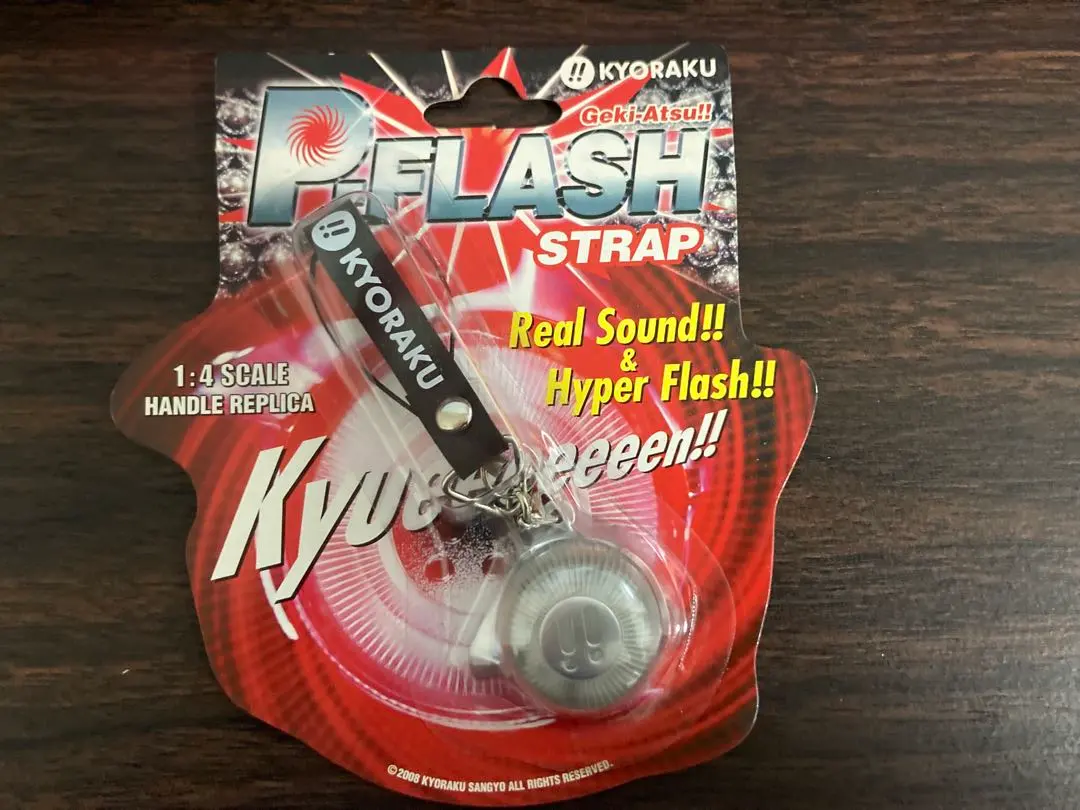 !! KYORAKU
Geki-Atsu!!
P-FLASH
STRAP
!! KYORAKU
Real Sound!!
&
Hyper Flash!!
1:4 SCALE
HANDLE REPLICA
!!
©2008 KYORAKU SANGYO ALL RIGHTS RESERVED.